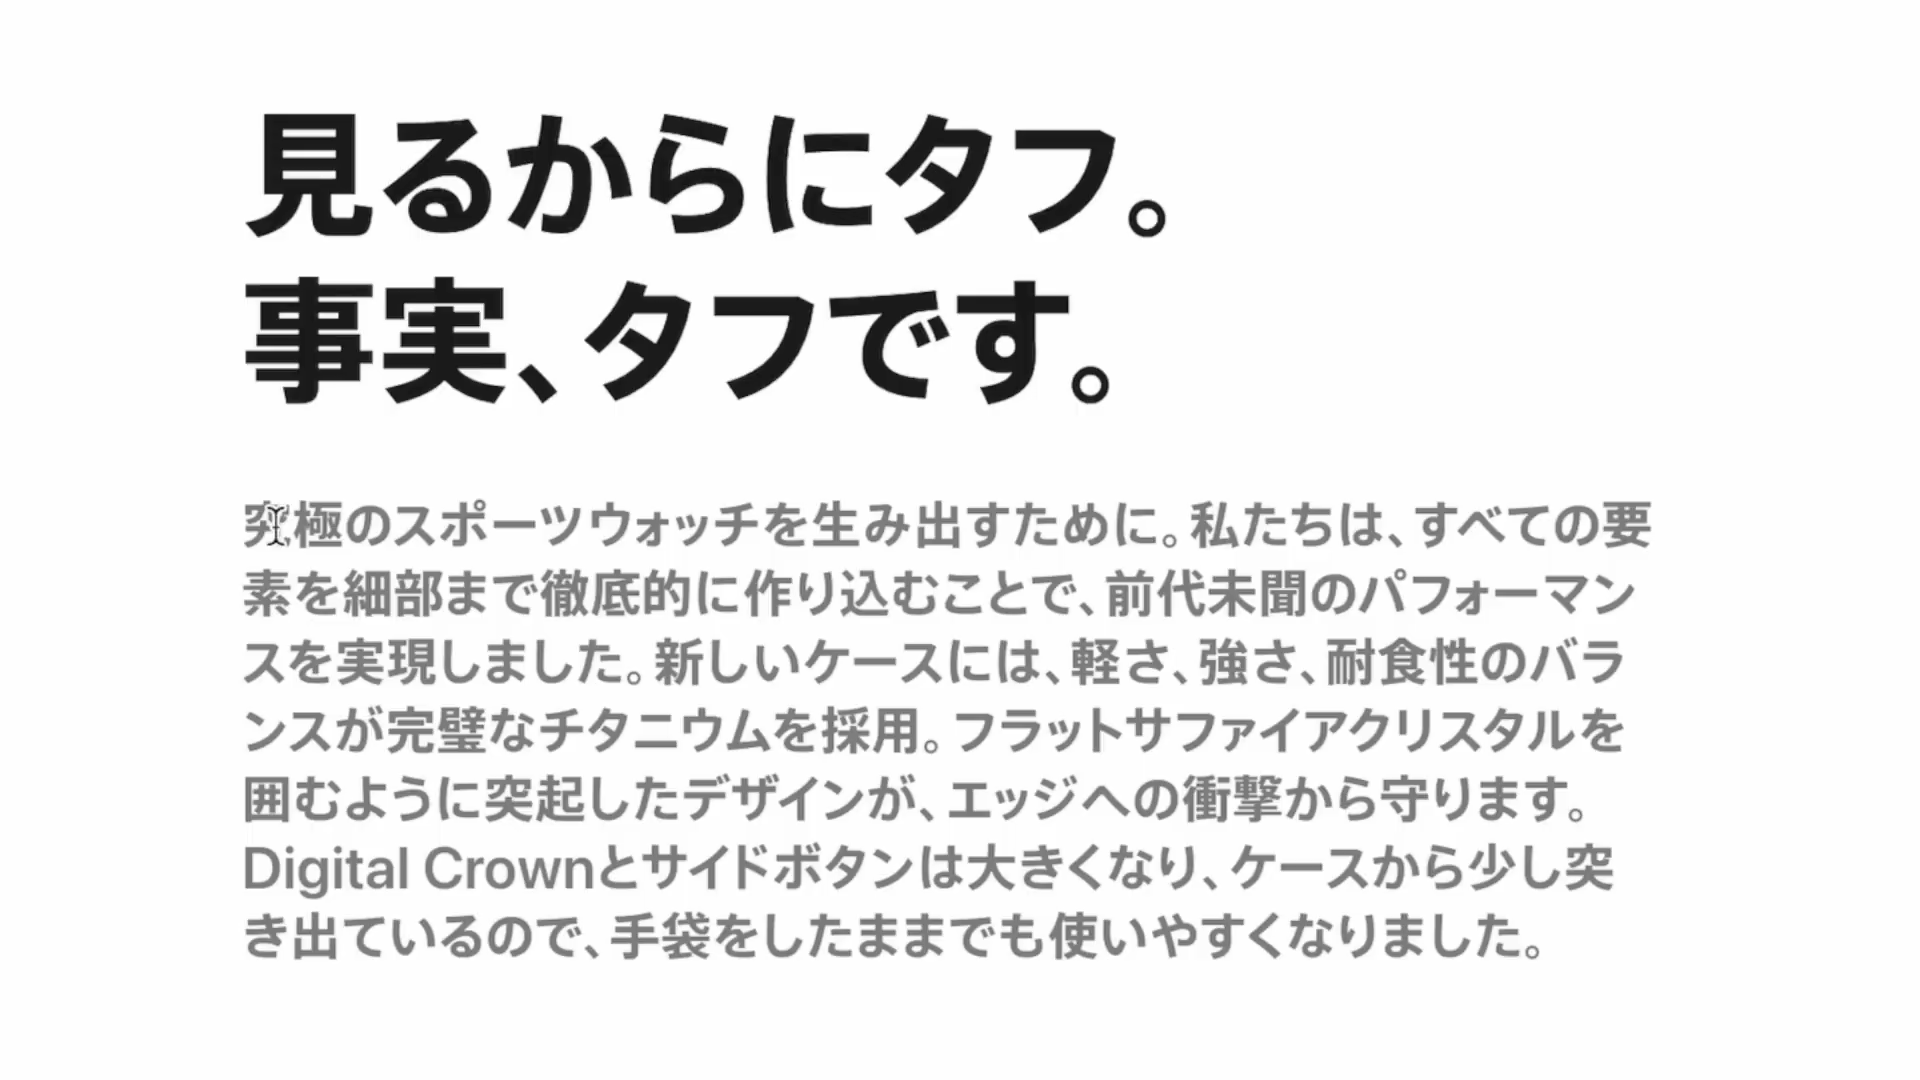 見るからにタフ。
事実、タフです。
究極のスポーツウォッチを生み出すために。私たちは、すべての要
素を細部まで徹底的に作り込むことで、前代未聞のパフォーマン
スを実現しました。新しいケースには、軽さ、強さ、耐食性のバラ
ンスが完璧なチタニウムを採用。フラットサファイアクリスタルを
囲むように突起したデザインが、エッジへの衝撃から守ります。
Digital Crownとサイドボタンは大きくなり、ケースから少し突
き出ているので、手袋をしたままでも使いやすくなりました。